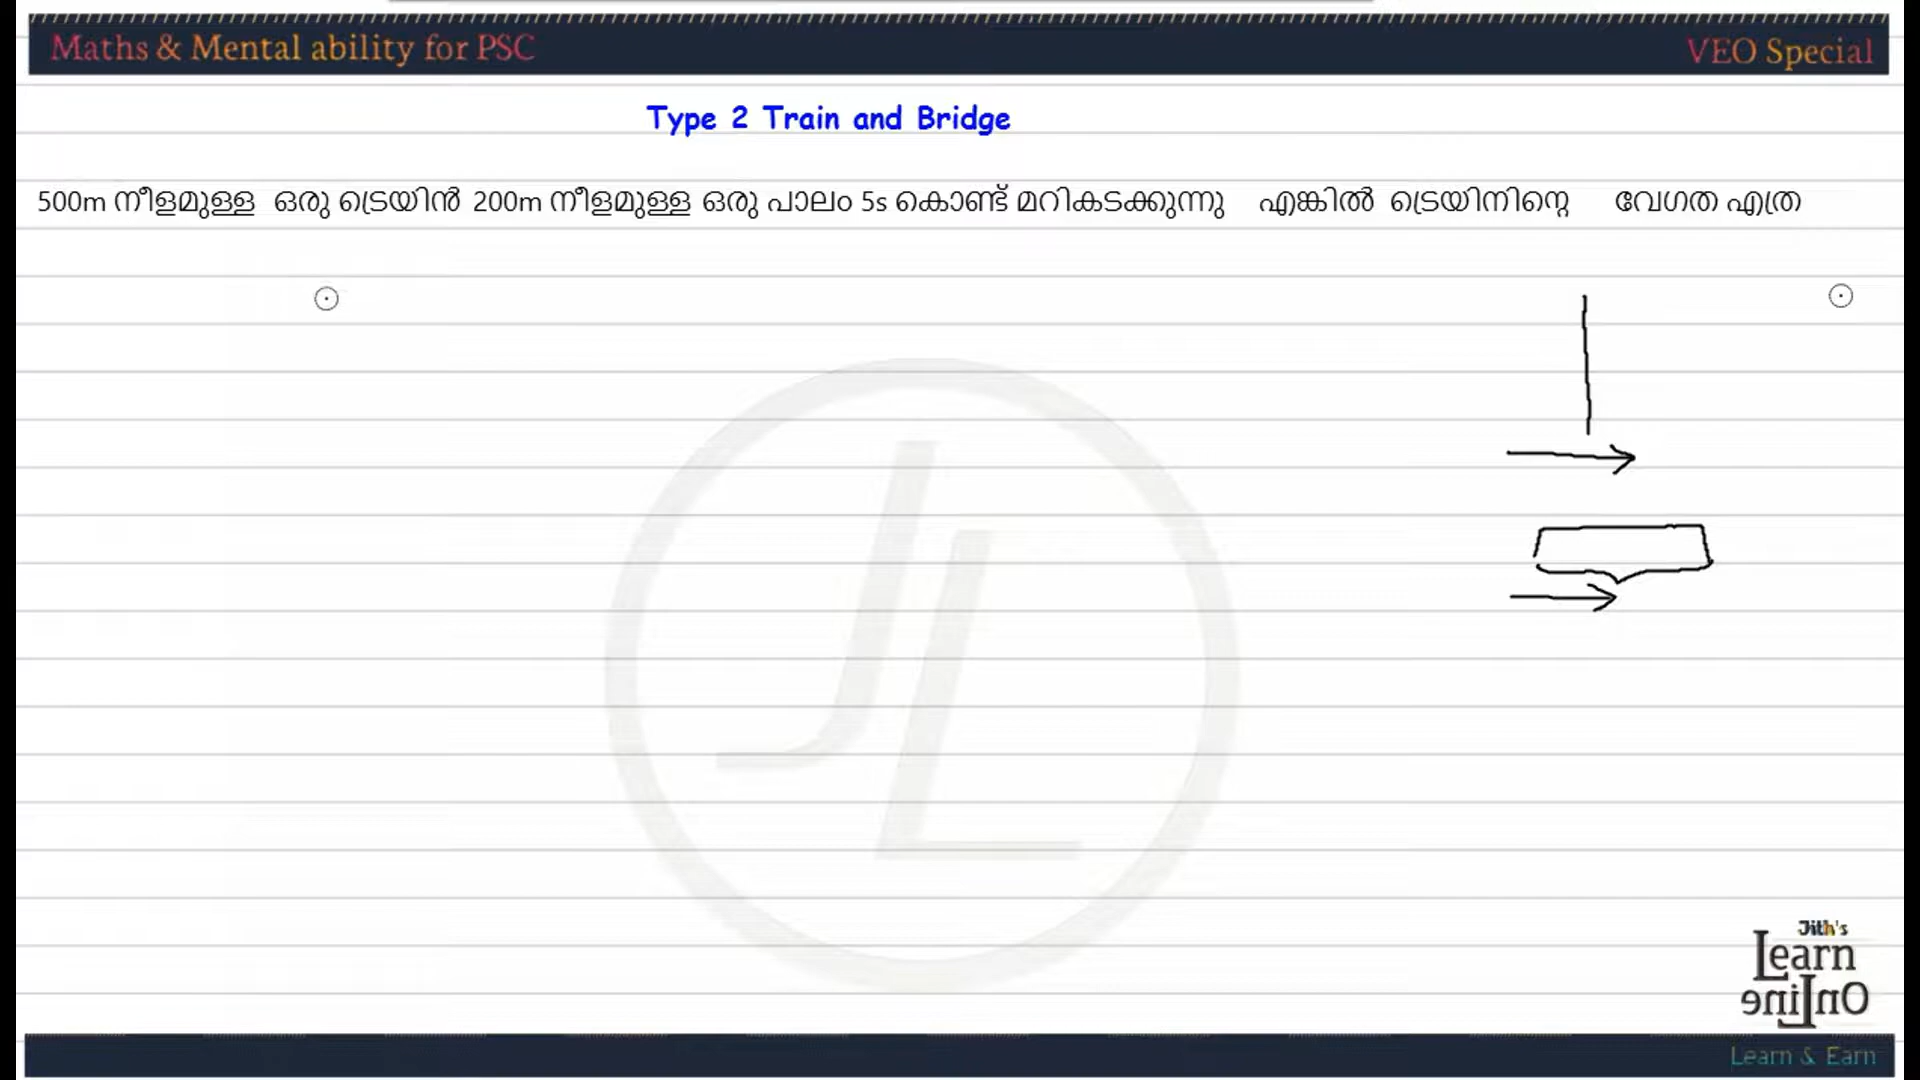 Maths & Mental ability for PSC
VEO Special
Type 2 Train and Bridge
500m നീളമുള്ള ഒരു ട്രെയിൻ 200m നീളമുള്ള ഒരു പാലം 5s കൊണ്ട് മറികടക്കുന്നു എങ്കിൽ ട്രെയിനിന്റെ വേഗത എത്ര
JL
Jith's
Learn
OnLine
Learn & Earn